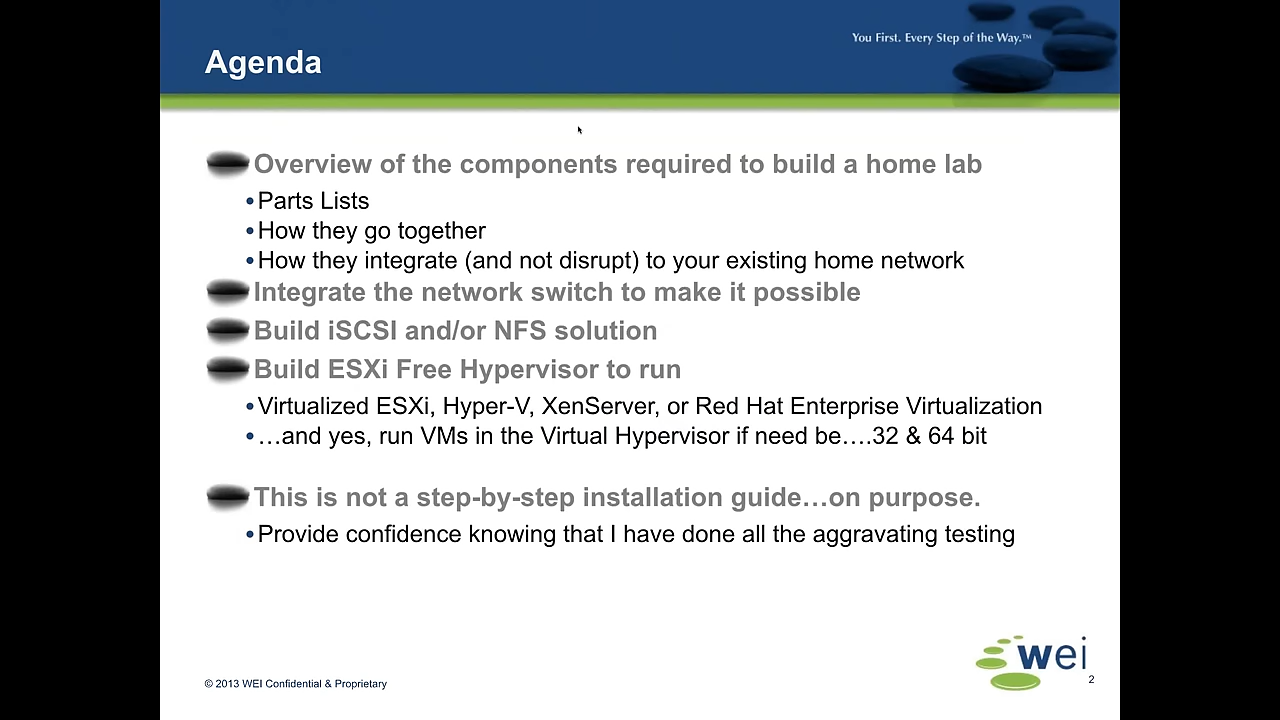 You First. Every Step of the Way.™
Agenda
Overview of the components required to build a home lab
•Parts Lists
•How they go together
•How they integrate (and not disrupt) to your existing home network
Integrate the network switch to make it possible
Build iSCSI and/or NFS solution
Build ESXi Free Hypervisor to run
•Virtualized ESXi, Hyper-V, XenServer, or Red Hat Enterprise Virtualization
•…and yes, run VMs in the Virtual Hypervisor if need be….32 & 64 bit
This is not a step-by-step installation guide…on purpose.
•Provide confidence knowing that I have done all the aggravating testing
wei
© 2013 WEI Confidential & Proprietary
2